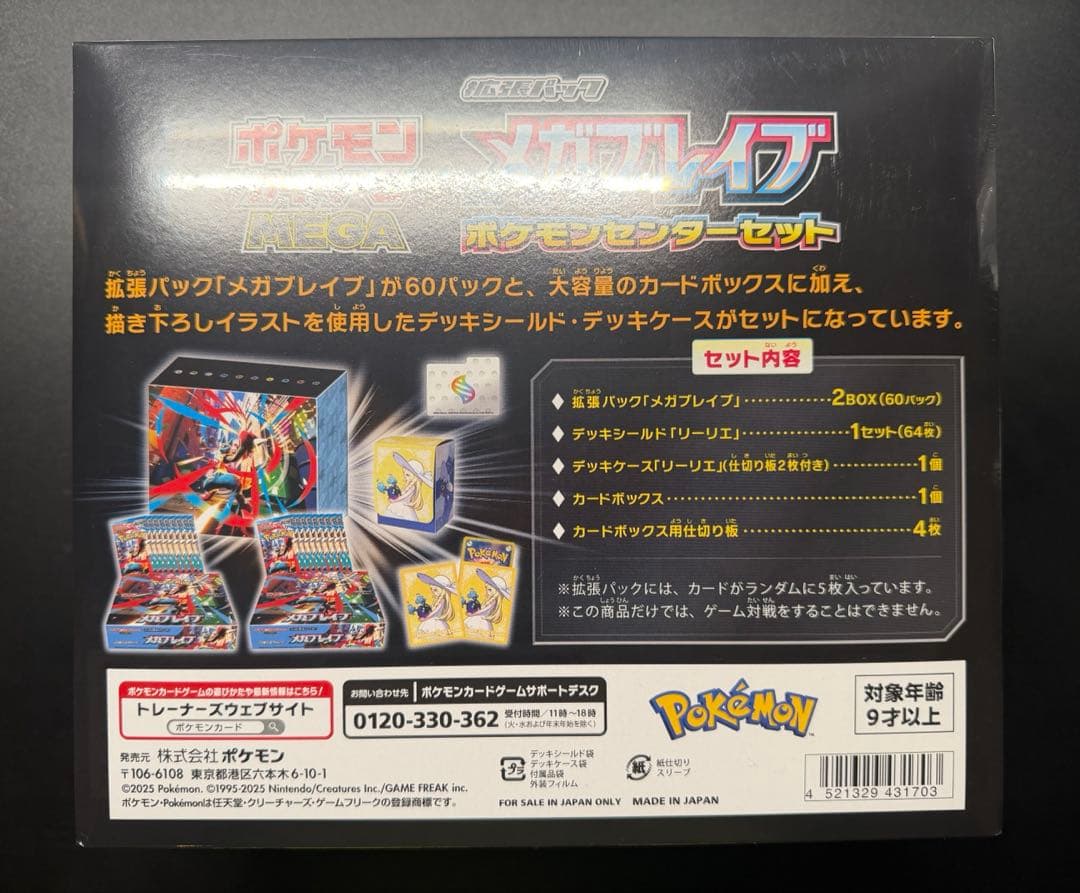 拡張パック
ポケモン
MEGA
メガブレイブ
ポケモンセンターセット
拡張パック「メガブレイブ」が60パックと、大容量のカードボックスに加え、
描き下ろしイラストを使用したデッキシールド・デッキケースがセットになっています。
セット内容
◆拡張パック「メガブレイブ」‥‥‥‥‥2BOX(60パック)
◆デッキシールド「リーリエ」‥‥‥‥‥1セット(64枚)
◆デッキケース「リーリエ」(仕切り板2枚付き)‥‥‥‥‥1個
◆カードボックス‥‥‥‥‥1個
◆カードボックス用仕切り板‥‥‥‥‥4枚
※拡張パックには、カードがランダムに5枚入っています。
※この商品だけでは、ゲーム対戦をすることはできません。
メガブレイブ
メガブレイブ
POKéMON
ポケモンカードゲームの遊びかたや最新情報はこちら!
トレーナーズウェブサイト
ポケモンカード
お問い合わせ先 ポケモンカードゲームサポートデスク
0120-330-362 受付時間/11時~18時
(火・水および年末年始を除く)
発売元 株式会社ポケモン
〒106-6108 東京都港区六本木6-10-1
©2025 Pokémon. ©1995-2025 Nintendo/Creatures Inc./GAME FREAK inc.
ポケモン・Pokémonは任天堂・クリーチャーズ・ゲームフリークの登録商標です。
POKéMON
対象年齢
9才以上
プラ
デッキシールド袋
デッキケース袋
付属品袋
外装フィルム
紙
紙仕切り
スリーブ
FOR SALE IN JAPAN ONLY MADE IN JAPAN
4 521329 431703